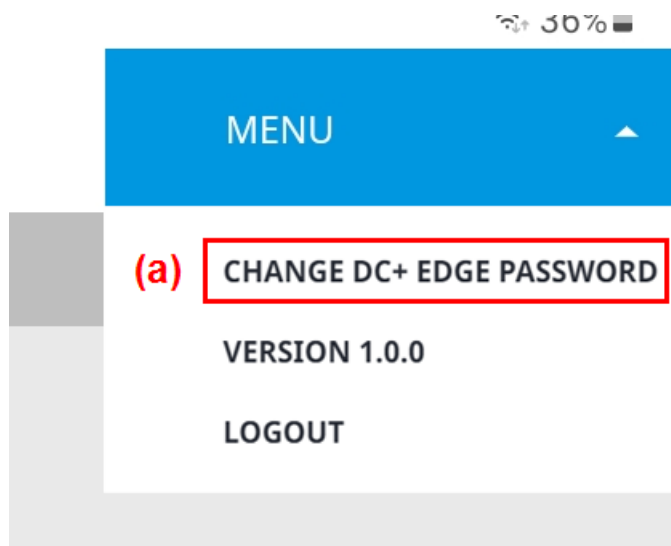 36%
MENU
(a) CHANGE DC+ EDGE PASSWORD
VERSION 1.0.0
LOGOUT